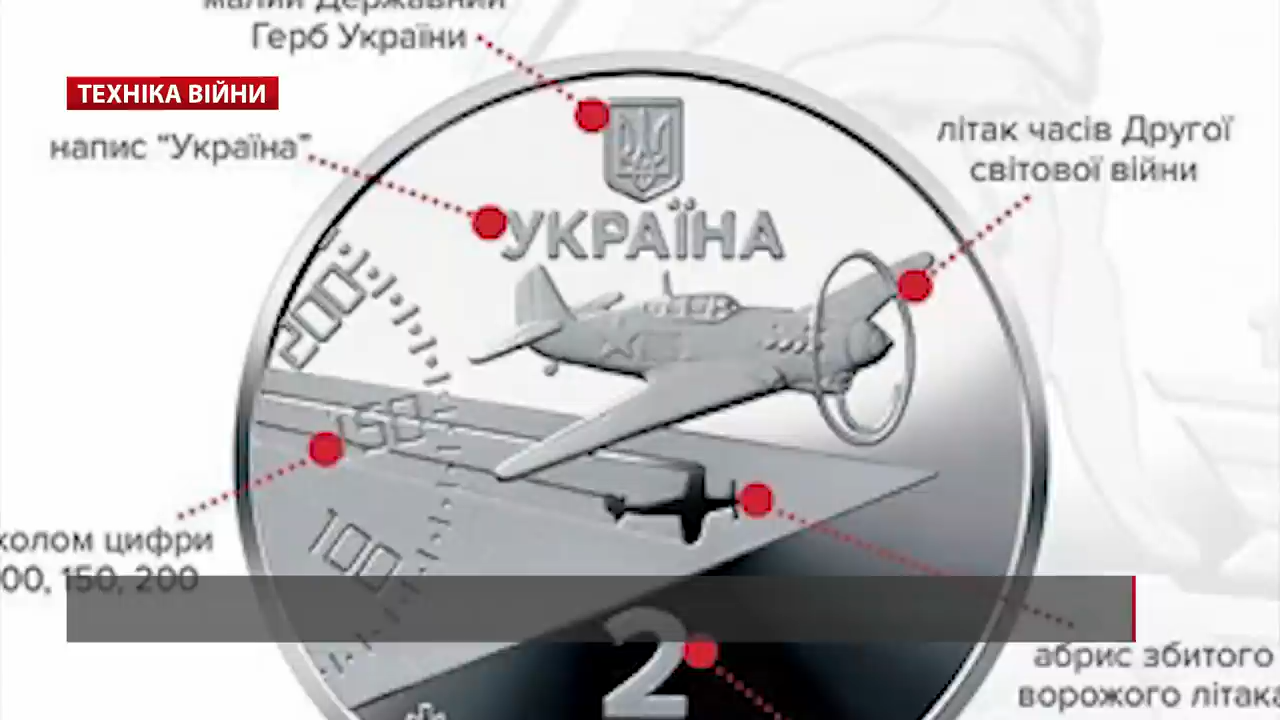 малий Державний
Герб України
ТЕХНІКА ВІЙНИ
напис “Україна”
літак часів Другої
світової війни
УКРАЇНА
200
150
100
колом цифри
00, 150, 200
2
абрис збитого
ворожого літака